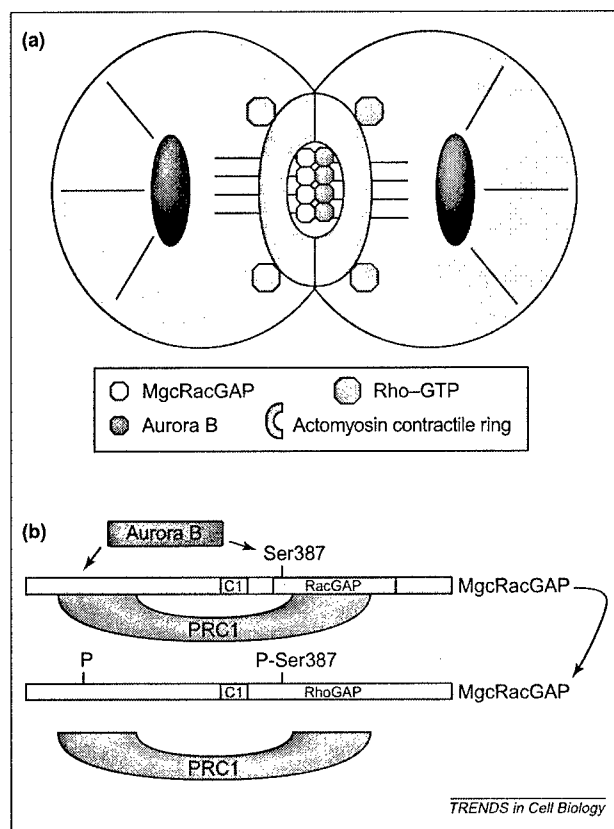 (a)
MgcRacGAP
Rho–GTP
Aurora B
Actomyosin contractile ring
(b)
Aurora B
Ser387
C1
RacGAP
MgcRacGAP
PRC1
P
P-Ser387
C1
RhoGAP
MgcRacGAP
PRC1
TRENDS in Cell Biology